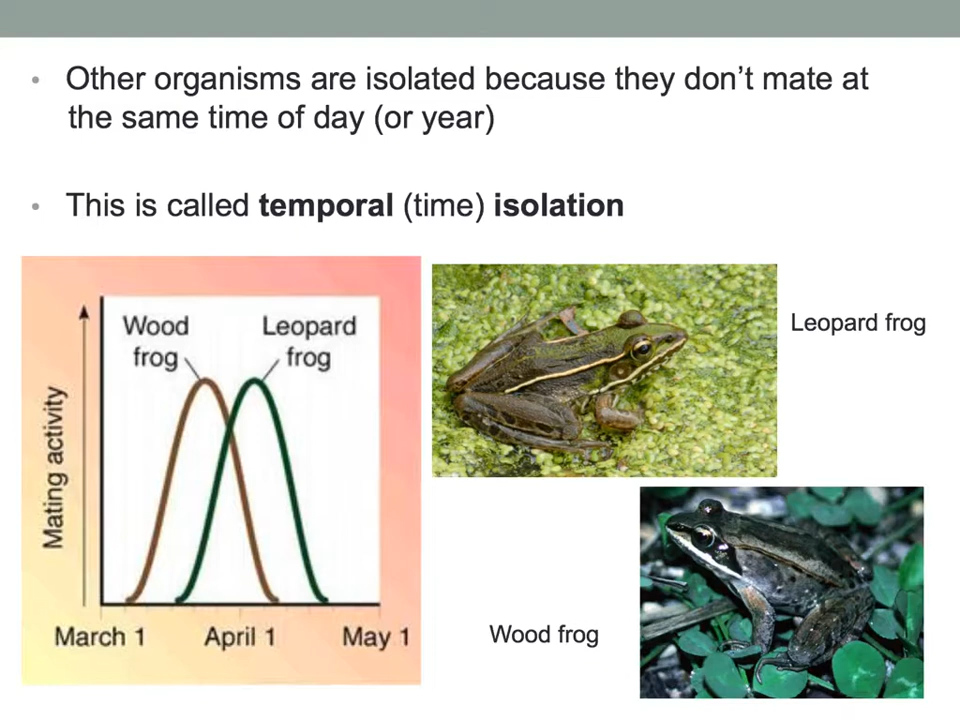 • Other organisms are isolated because they don’t mate at
the same time of day (or year)
• This is called temporal (time) isolation
Wood
frog
Leopard
frog
Mating activity
March 1
April 1
May 1
Leopard frog
Wood frog